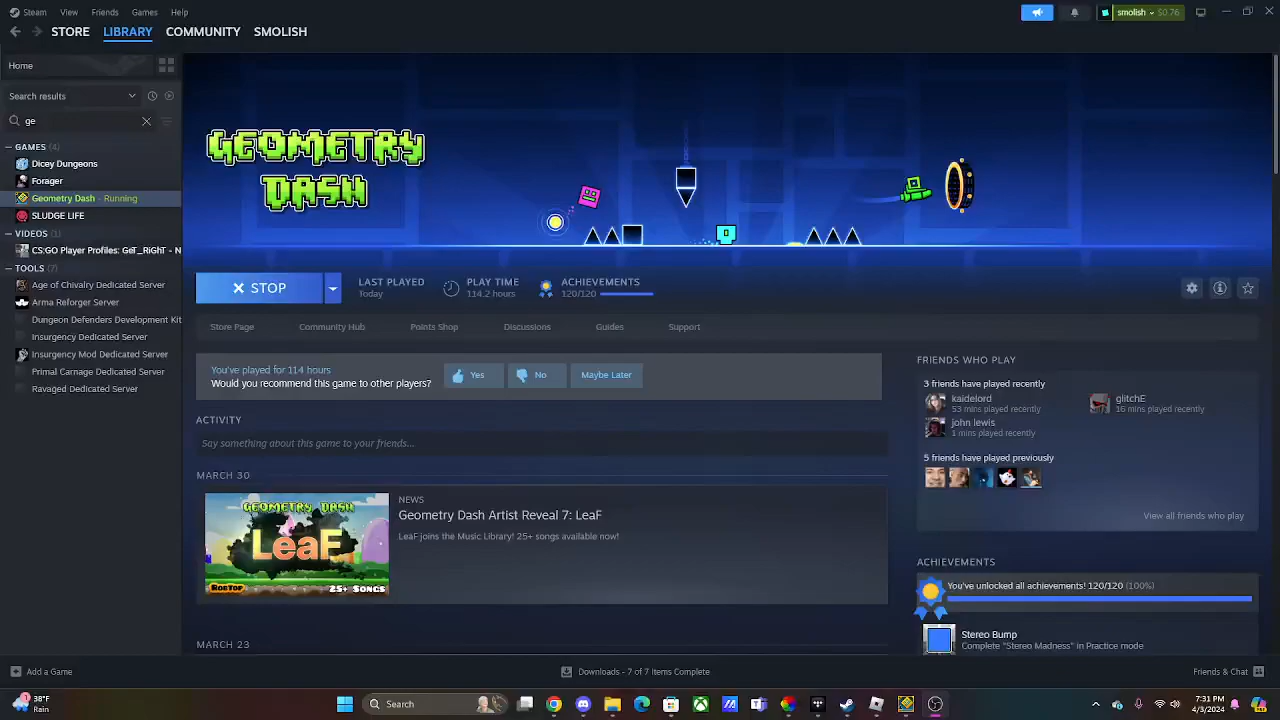 Steam View Friends Games Help
smolish $0.76
STORE LIBRARY COMMUNITY SMOLISH
Home
Search results
ge
GAMES (4)
Dicey Dungeons
Forager
Geometry Dash - Running
SLUDGE LIFE
VIDEOS (1)
CS:GO Player Profiles: GeT_RiGHT - N
TOOLS (7)
Age of Chivalry Dedicated Server
Arma Reforger Server
Dungeon Defenders Development Kit
Insurgency Dedicated Server
Insurgency Mod Dedicated Server
Primal Carnage Dedicated Server
Ravaged Dedicated Server
GEOMETRY
DASH
STOP
LAST PLAYED
Today
PLAY TIME
114.2 hours
ACHIEVEMENTS
120/120
Store Page Community Hub Points Shop Discussions Guides Support
You've played for 114 hours
Would you recommend this game to other players?
Yes No Maybe Later
ACTIVITY
Say something about this game to your friends...
MARCH 30
GEOMETRY DASH
LeaF
ROBTOP
25+ SONGS
NEWS
Geometry Dash Artist Reveal 7: LeaF
LeaF joins the Music Library! 25+ songs available now!
MARCH 23
FRIENDS WHO PLAY
3 friends have played recently
kaidelord
53 mins played recently
glitchE
16 mins played recently
john lewis
1 mins played recently
5 friends have played previously
View all friends who play
ACHIEVEMENTS
You've unlocked all achievements! 120/120 (100%)
Stereo Bump
Complete "Stereo Madness" in Practice mode
Add a Game
Downloads - 7 of 7 Items Complete
Friends & Chat
38°F
Rain
Search
7:31 PM
4/3/2024